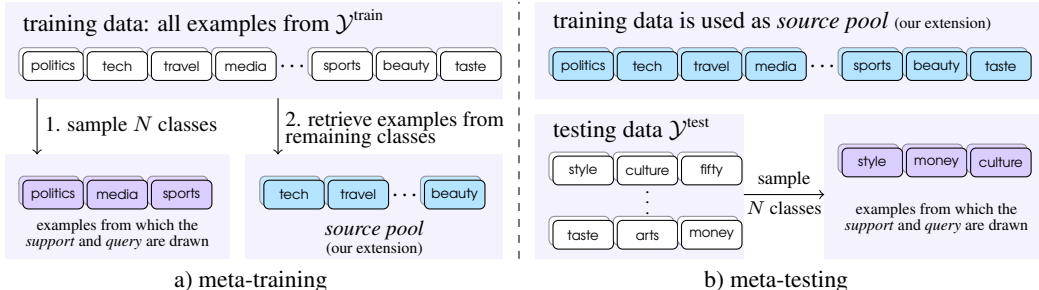 training data: all examples from 𝒴train
politics tech travel media ··· sports beauty taste
1. sample N classes
2. retrieve examples from
remaining classes
politics media sports
examples from which the
support and query are drawn
tech travel ··· beauty
source pool
(our extension)
a) meta-training
training data is used as source pool (our extension)
politics tech travel media ··· sports beauty taste
testing data 𝒴test
style culture fifty
taste arts money
sample
N classes
style money culture
examples from which the
support and query are drawn
b) meta-testing